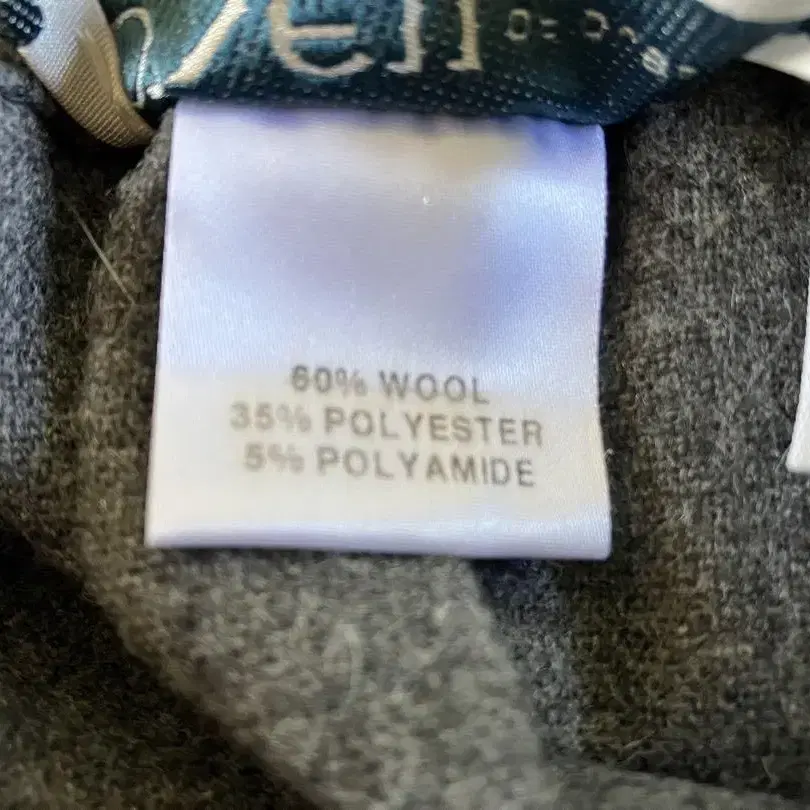 60% WOOL
35% POLYESTER
5% POLYAMIDE